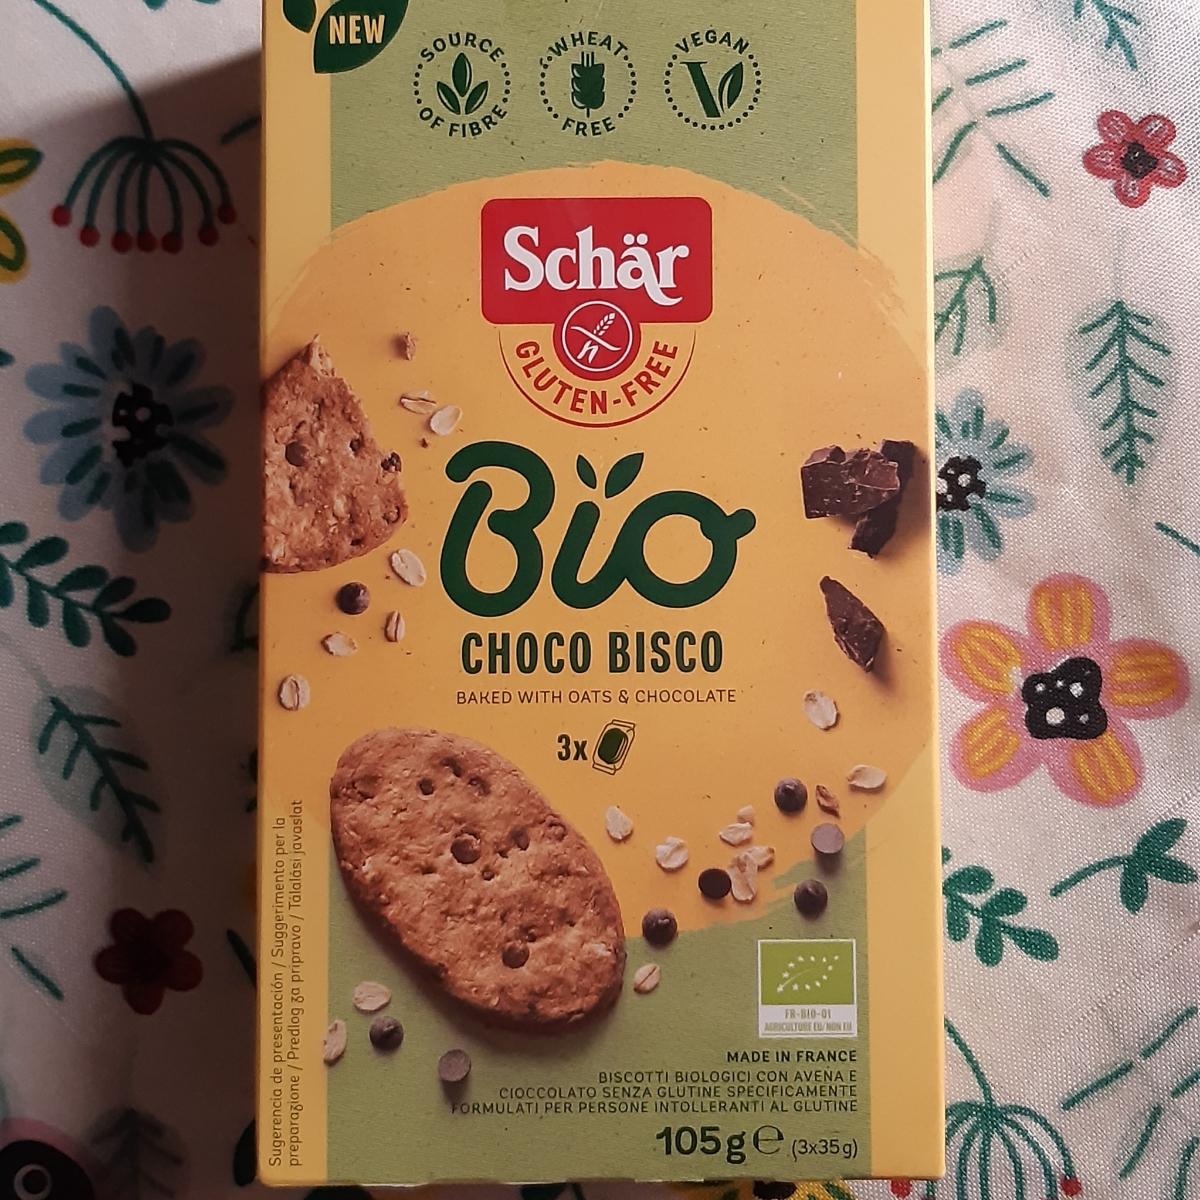 NEW
SOURCE
OF FIBRE
WHEAT
FREE
VEGAN
Schär
GLUTEN-FREE
Bio
CHOCO BISCO
BAKED WITH OATS & CHOCOLATE
3x
Sugerencia de presentación / Suggerimento per la
preparazione / Predlog za pripravo / Tálalási javaslat
FR-BIO-01
AGRICULTURE EU/NON EU
MADE IN FRANCE
BISCOTTI BIOLOGICI CON AVENA E
CIOCCOLATO SENZA GLUTINE SPECIFICAMENTE
FORMULATI PER PERSONE INTOLLERANTI AL GLUTINE
105g ℮ (3x35g)